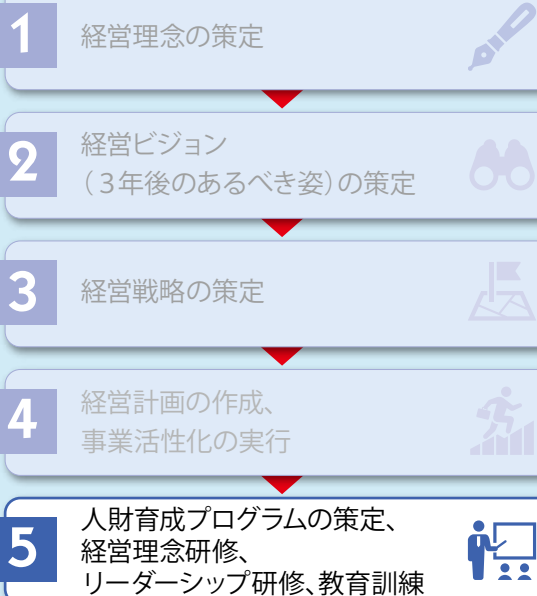 1
経営理念の策定
2
経営ビジョン
（３年後のあるべき姿）の策定
3
経営戦略の策定
4
経営計画の作成、
事業活性化の実行
5
人財育成プログラムの策定、
経営理念研修、
リーダーシップ研修、教育訓練